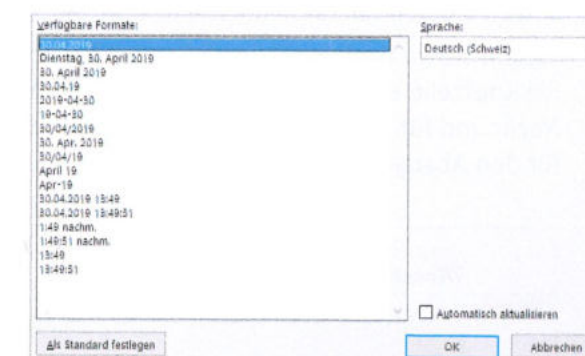 Verfügbare Formate:
30.04.2019
Dienstag, 30. April 2019
30. April 2019
30.04.19
2019-04-30
19-04-30
30/04/2019
30. Apr. 2019
30/04/19
April 19
Apr-19
30.04.2019 13:49
30.04.2019 13:49:51
1:49 nachm.
1:49:51 nachm.
13:49
13:49:51
Sprache:
Deutsch (Schweiz)
Automatisch aktualisieren
Als Standard festlegen
OK
Abbrechen